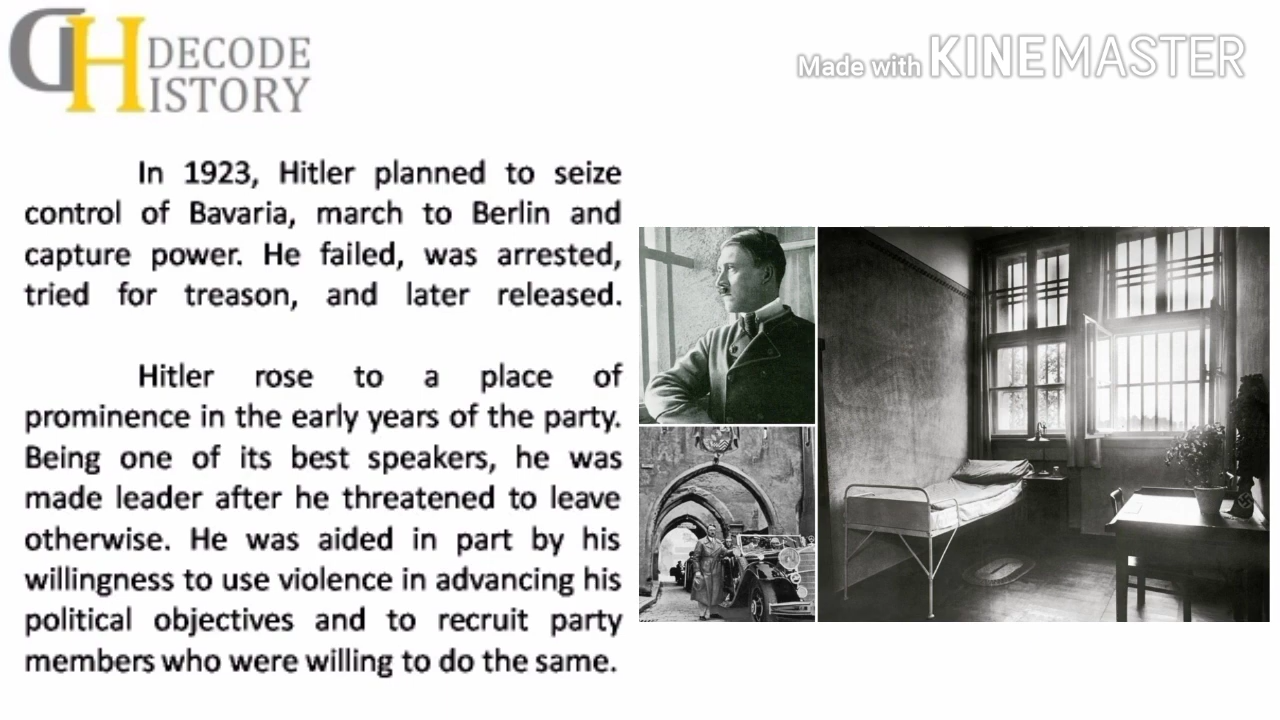 DH DECODE
HISTORY
Made with KINEMASTER
In 1923, Hitler planned to seize
control of Bavaria, march to Berlin and
capture power. He failed, was arrested,
tried for treason, and later released.
Hitler rose to a place of
prominence in the early years of the party.
Being one of its best speakers, he was
made leader after he threatened to leave
otherwise. He was aided in part by his
willingness to use violence in advancing his
political objectives and to recruit party
members who were willing to do the same.